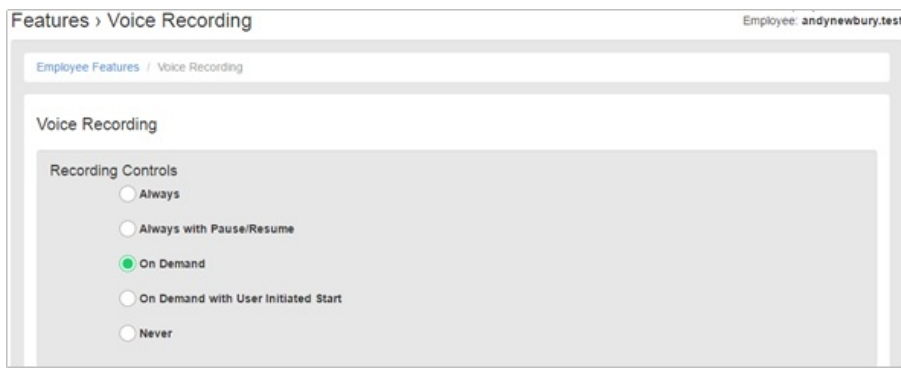 Features › Voice Recording
Employee: andynewbury.test
Employee Features / Voice Recording
Voice Recording
Recording Controls
Always
Always with Pause/Resume
On Demand
On Demand with User Initiated Start
Never